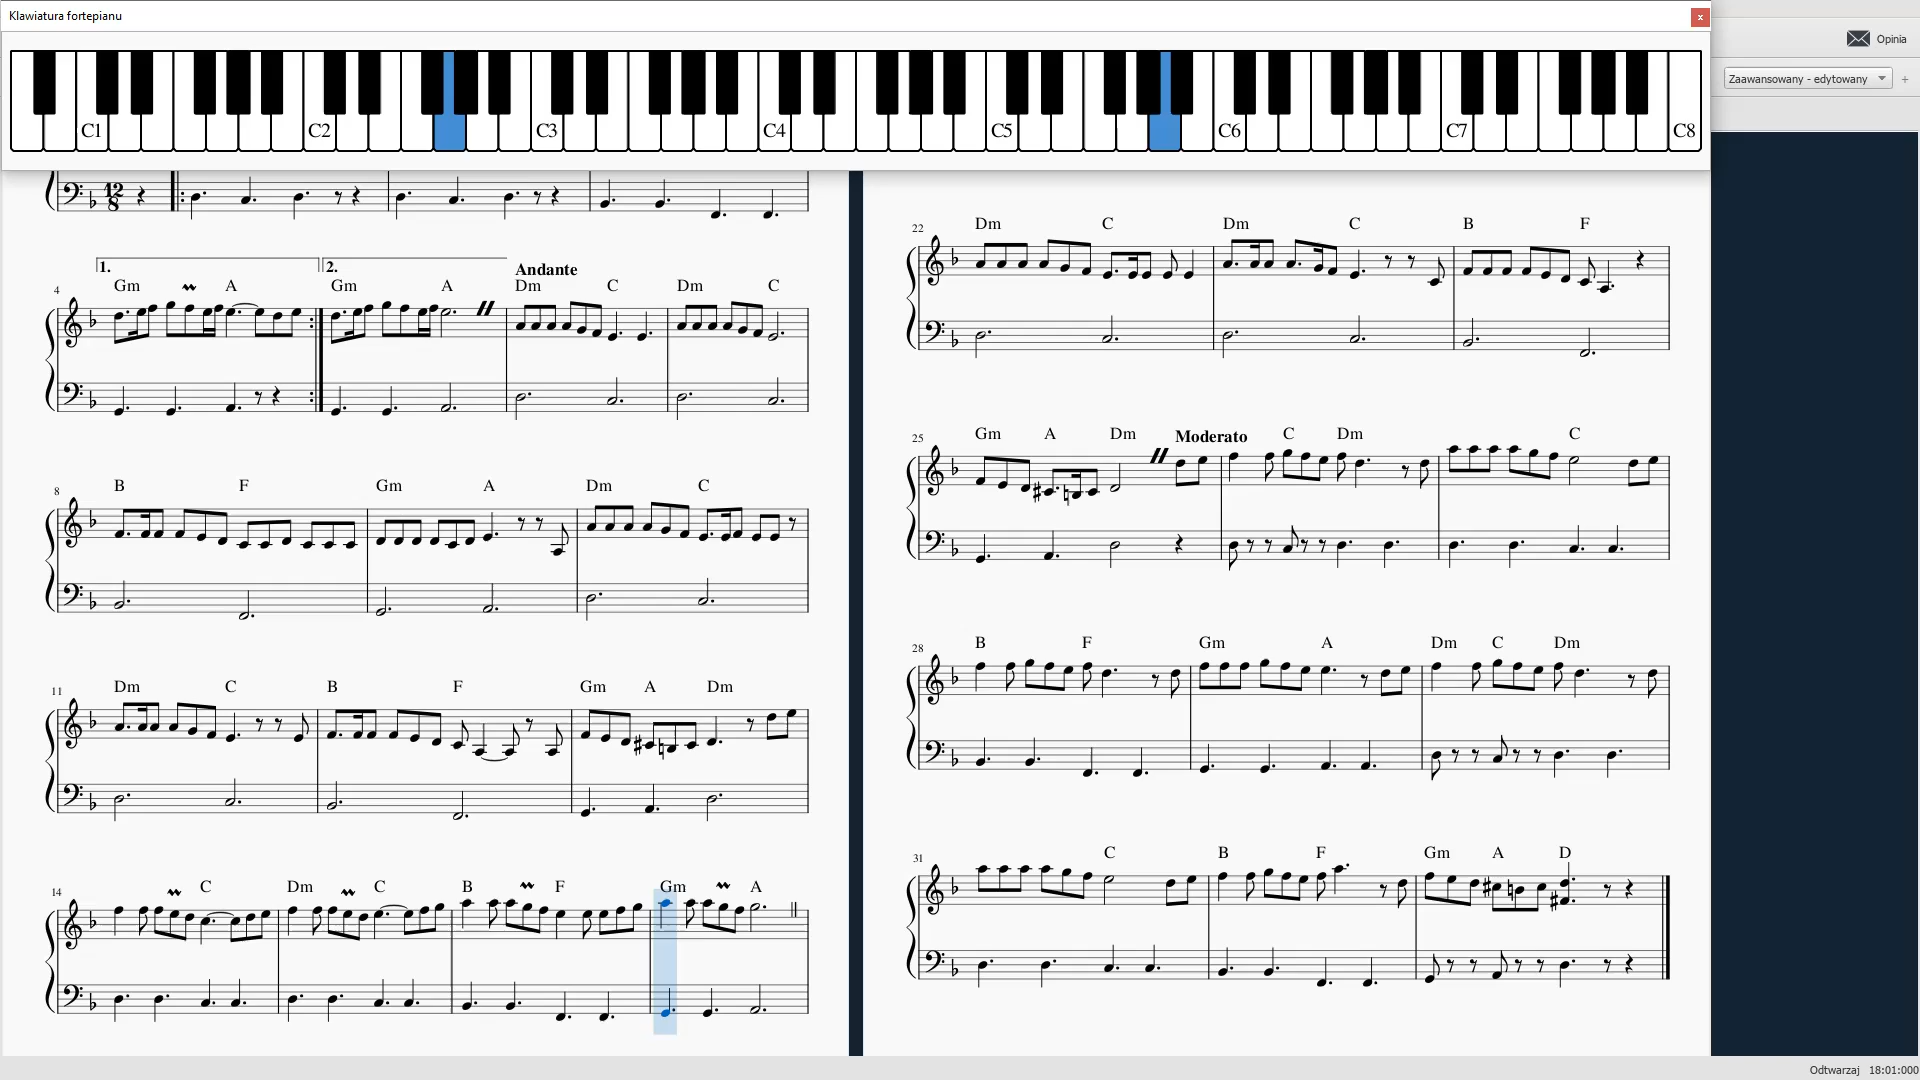 Klawiatura fortepianu x
Opinia
Zaawansowany - edytowany +
C1 C2 C3 C4 C5 C6 C7 C8
12
8
22 Dm C Dm C B F
1. 2. Andante
4 Gm A Gm A Dm C Dm C
25 Gm A Dm Moderato C Dm C
8 B F Gm A Dm C
28 B F Gm A Dm C Dm
11 Dm C B F Gm A Dm
31 C B F Gm A D
14 C Dm C B F Gm A
Odtwarzaj 18:01:000